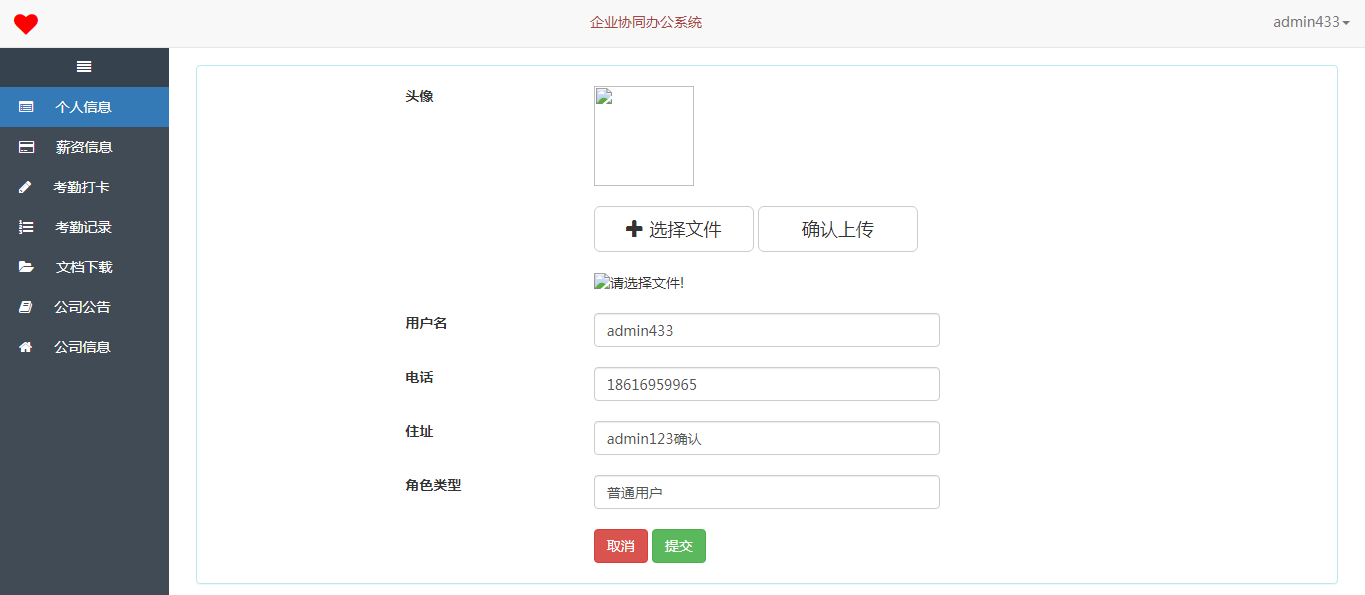 企业协同办公系统
admin433
个人信息
薪资信息
考勤打卡
考勤记录
文档下载
公司公告
公司信息
头像
选择文件
确认上传
请选择文件!
用户名
admin433
电话
18616959965
住址
admin123确认
角色类型
普通用户
取消
提交